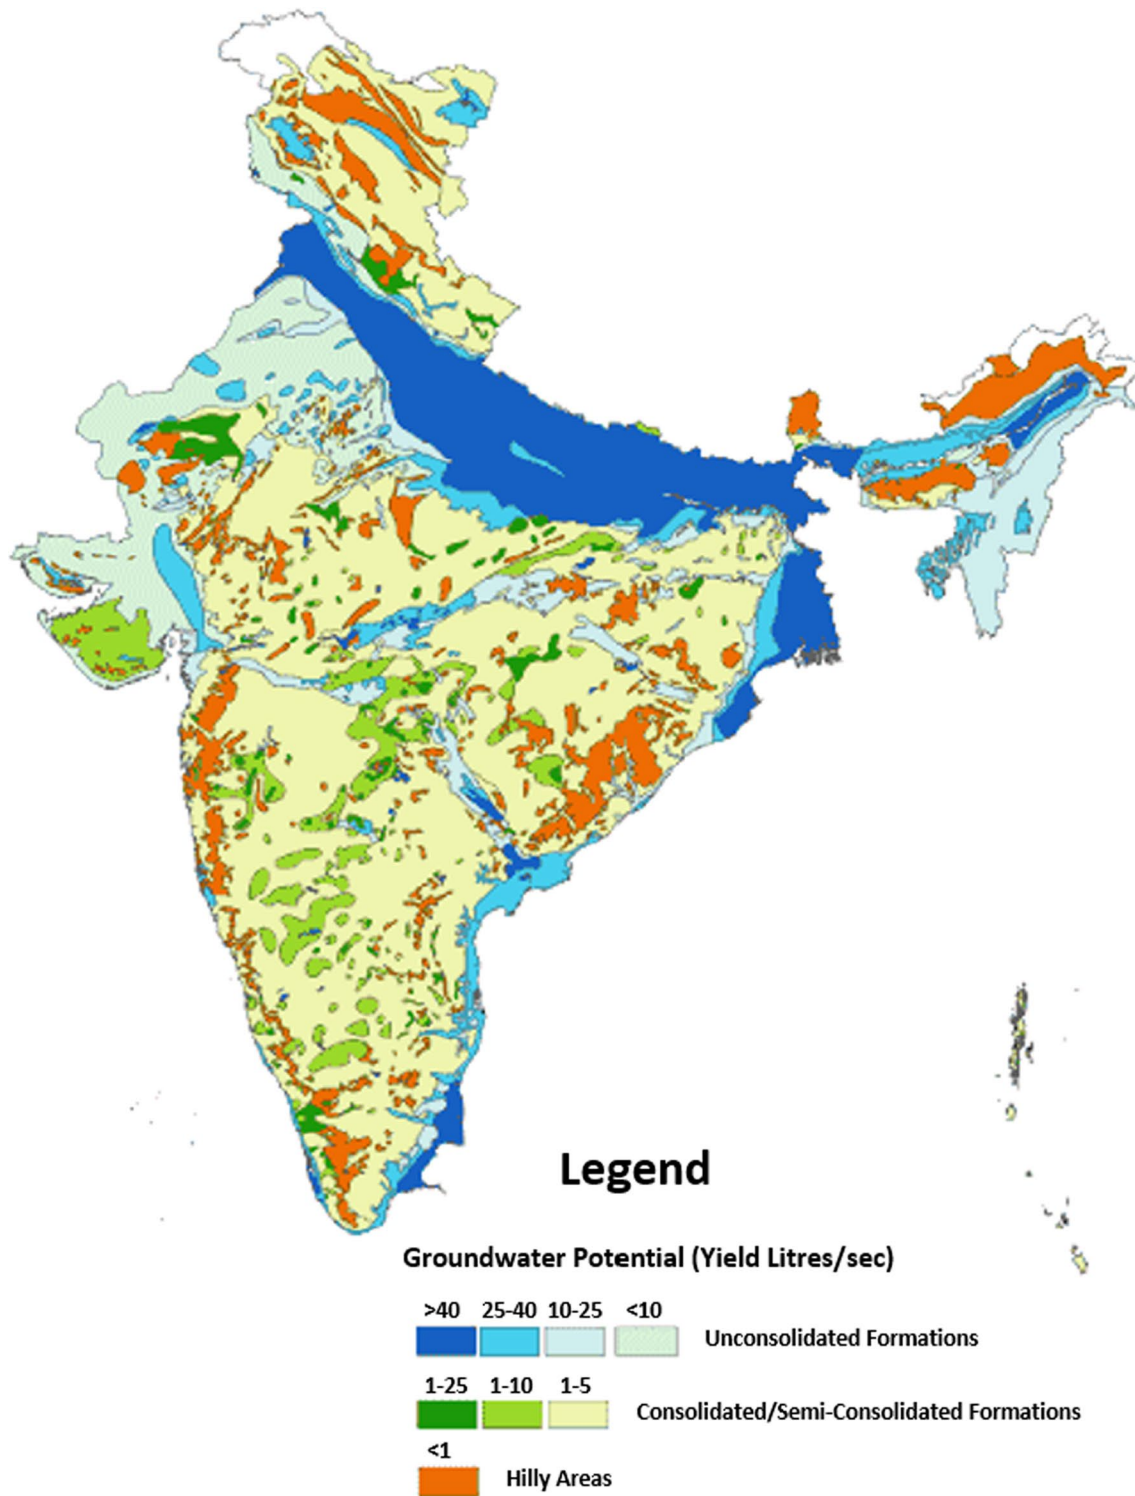 Legend
Groundwater Potential (Yield Litres/sec)
>40 25-40 10-25 <10
Unconsolidated Formations
1-25 1-10 1-5
Consolidated/Semi-Consolidated Formations
<1
Hilly Areas